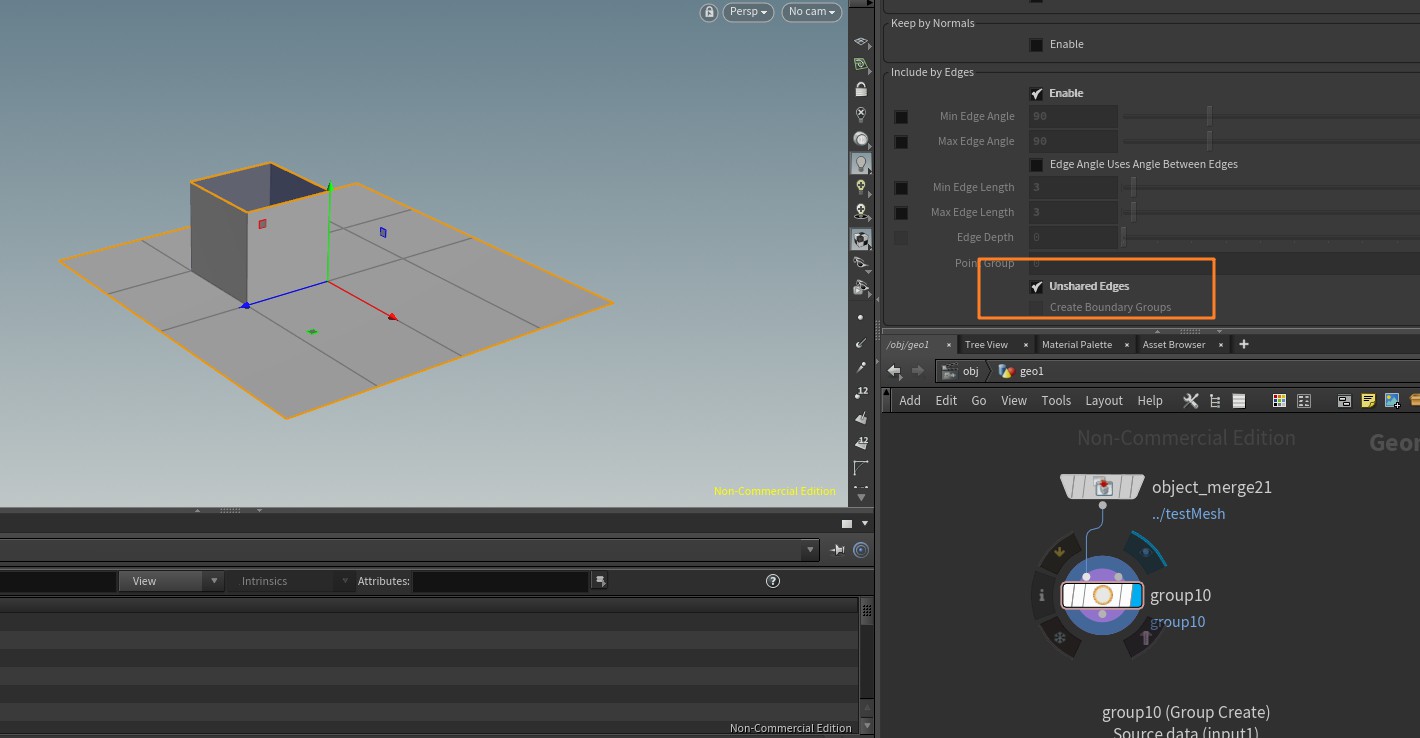 Persp
No cam
Non-Commercial Edition
Keep by Normals
Enable
Include by Edges
Enable
Min Edge Angle 90
Max Edge Angle 90
Edge Angle Uses Angle Between Edges
Min Edge Length 3
Max Edge Length 3
Edge Depth 0
Point Group 0
Unshared Edges
Create Boundary Groups
/obj/geo1 × Tree View × Material Palette × Asset Browser × +
obj geo1
Add Edit Go View Tools Layout Help
Non-Commercial Edition
Geor
object_merge21
../testMesh
group10
group10
group10 (Group Create)
Source data (input1)
12
12
View Intrinsics Attributes:
Non-Commercial Edition